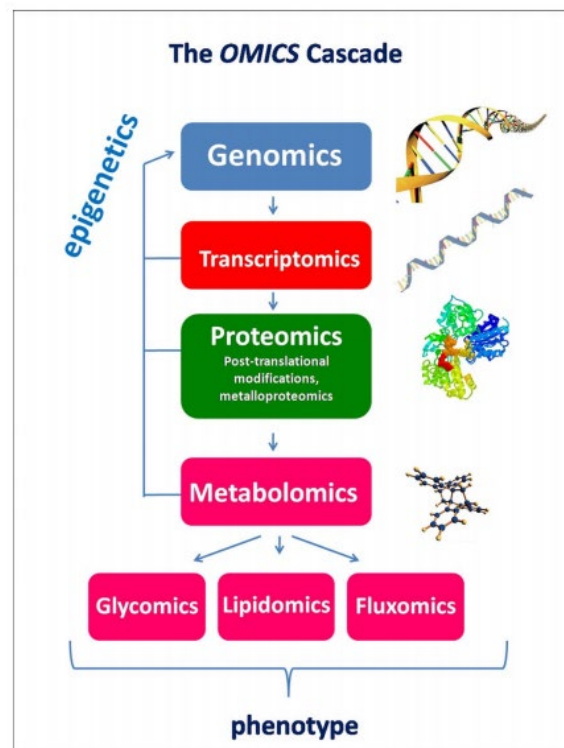 The OMICS Cascade
epigenetics
Genomics
Transcriptomics
Proteomics
Post-translational
modifications,
metalloproteomics
Metabolomics
Glycomics
Lipidomics
Fluxomics
phenotype